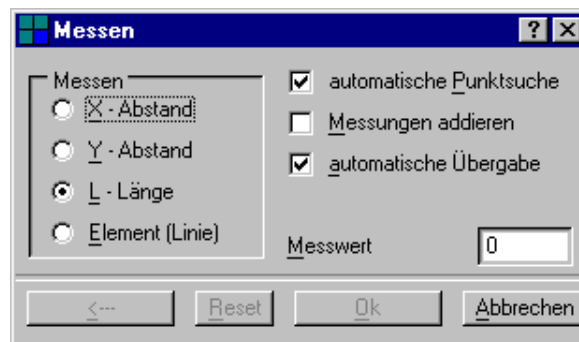 Messen
Messen
X - Abstand
Y - Abstand
L - Länge
Element (Linie)
automatische Punktsuche
Messungen addieren
automatische Übergabe
Messwert 0
<--- Reset Ok Abbrechen